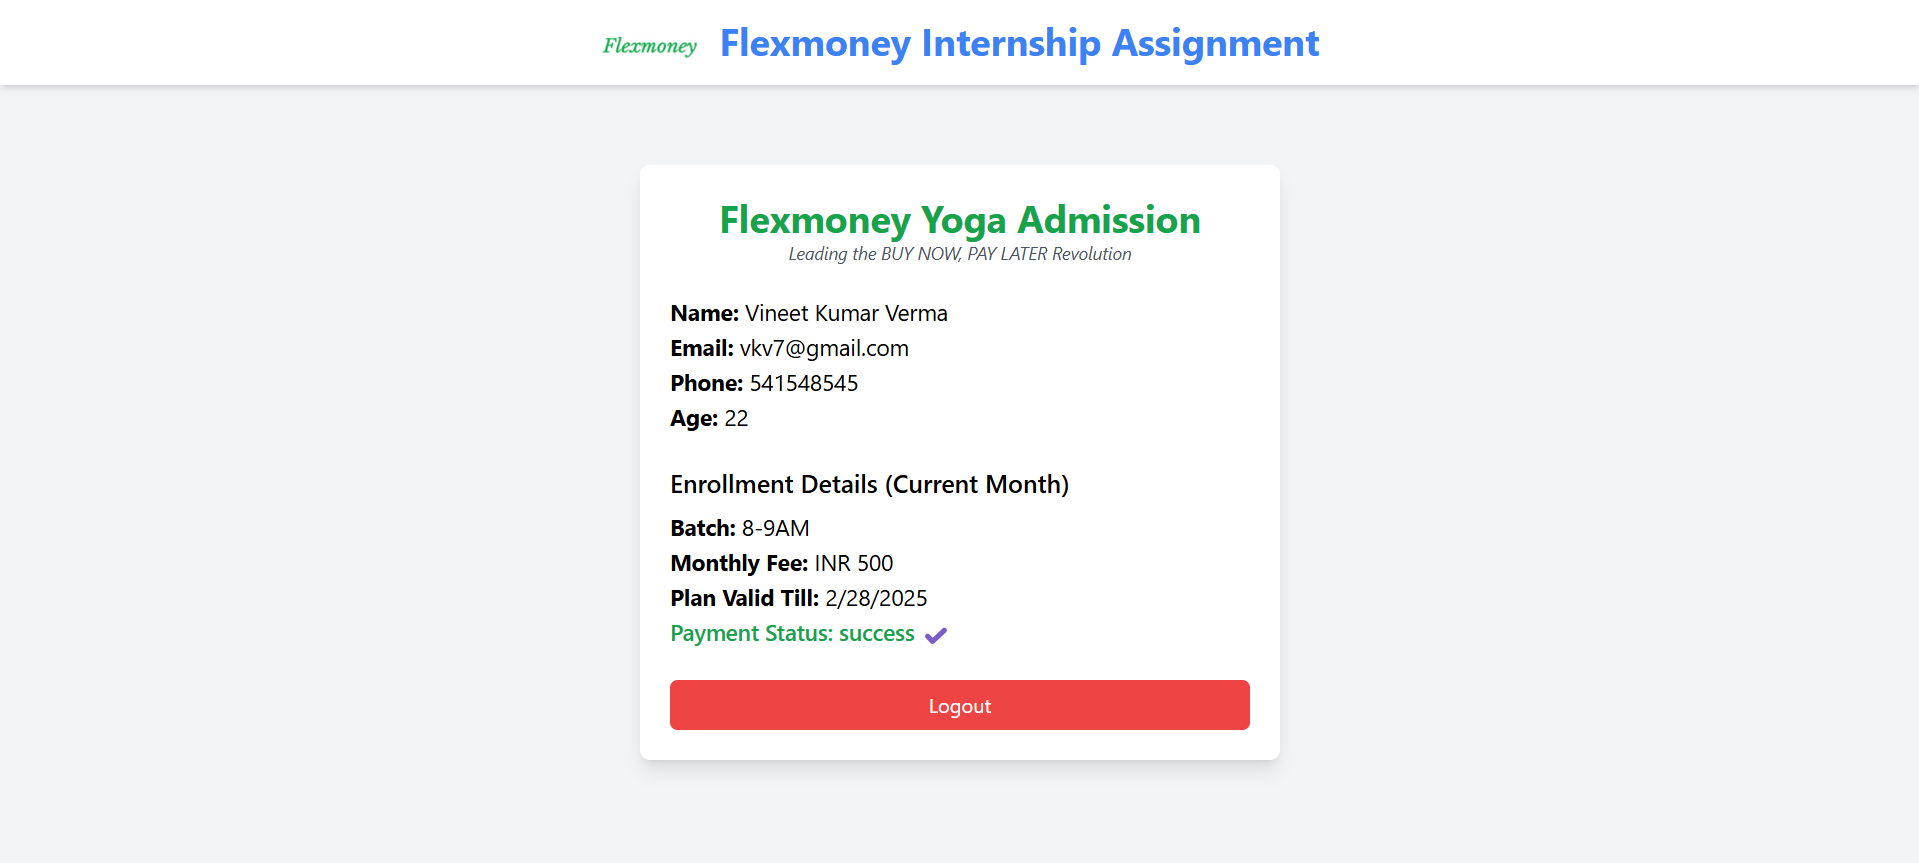 Flexmoney Flexmoney Internship Assignment
Flexmoney Yoga Admission
Leading the BUY NOW, PAY LATER Revolution
Name: Vineet Kumar Verma
Email: vkv7@gmail.com
Phone: 541548545
Age: 22
Enrollment Details (Current Month)
Batch: 8-9AM
Monthly Fee: INR 500
Plan Valid Till: 2/28/2025
Payment Status: success
Logout